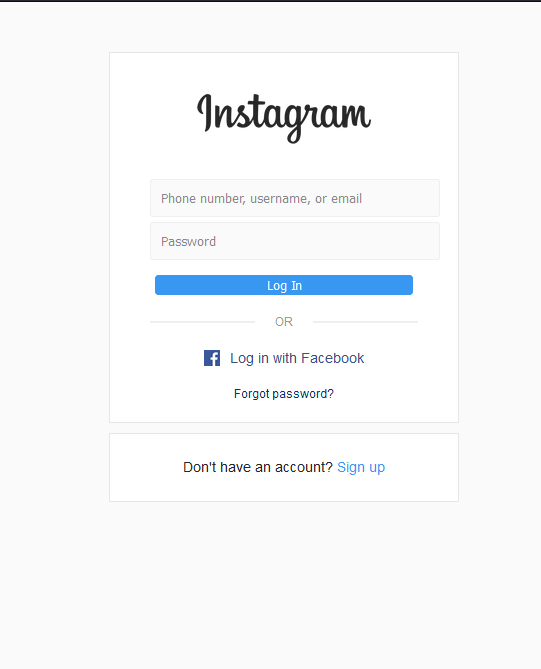 Instagram
Phone number, username, or email
Password
Log In
OR
Log in with Facebook
Forgot password?
Don't have an account? Sign up